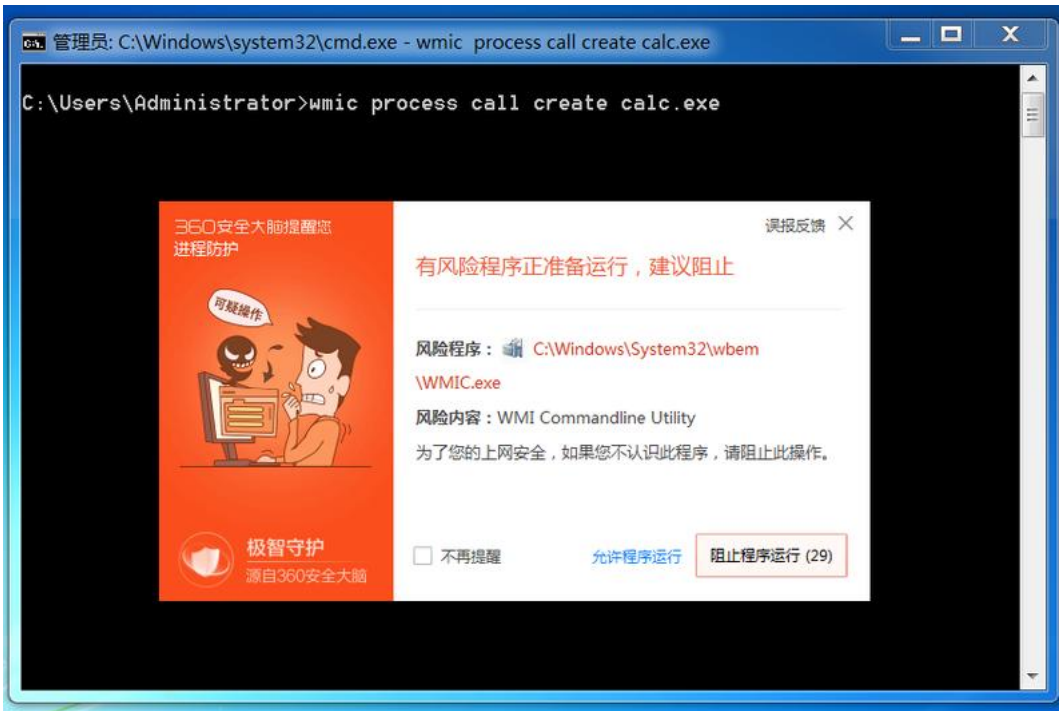 管理员: C:\Windows\system32\cmd.exe - wmic  process call create calc.exe
C:\Users\Administrator>wmic process call create calc.exe
360安全大脑提醒您
进程防护
可疑操作
极智守护
源自360安全大脑
误报反馈
有风险程序正准备运行，建议阻止
风险程序： C:\Windows\System32\wbem
\WMIC.exe
风险内容：WMI Commandline Utility
为了您的上网安全，如果您不认识此程序，请阻止此操作。
不再提醒 允许程序运行 阻止程序运行 (29)